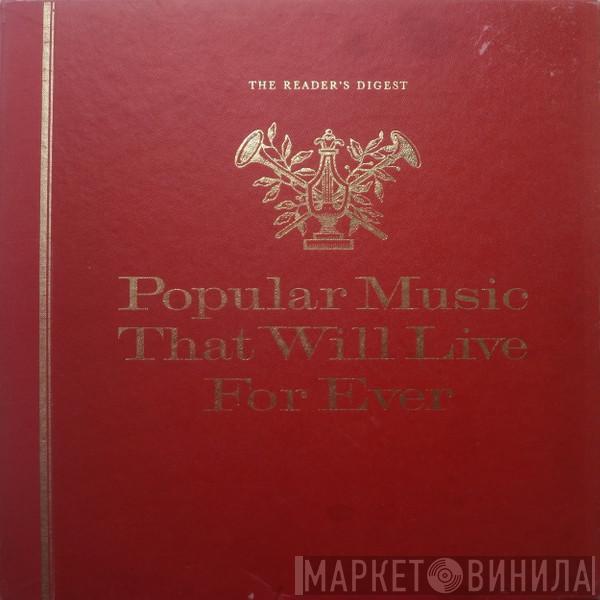 THE READER'S DIGEST
Popular Music
That Will Live
For Ever
МАРКЕТ ВИНИЛА